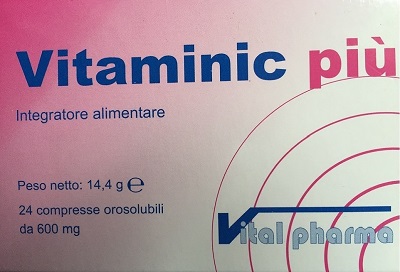 Vitaminic più
Integratore alimentare
Peso netto: 14,4 g ℮
24 compresse orosolubili
da 600 mg
Vital pharma